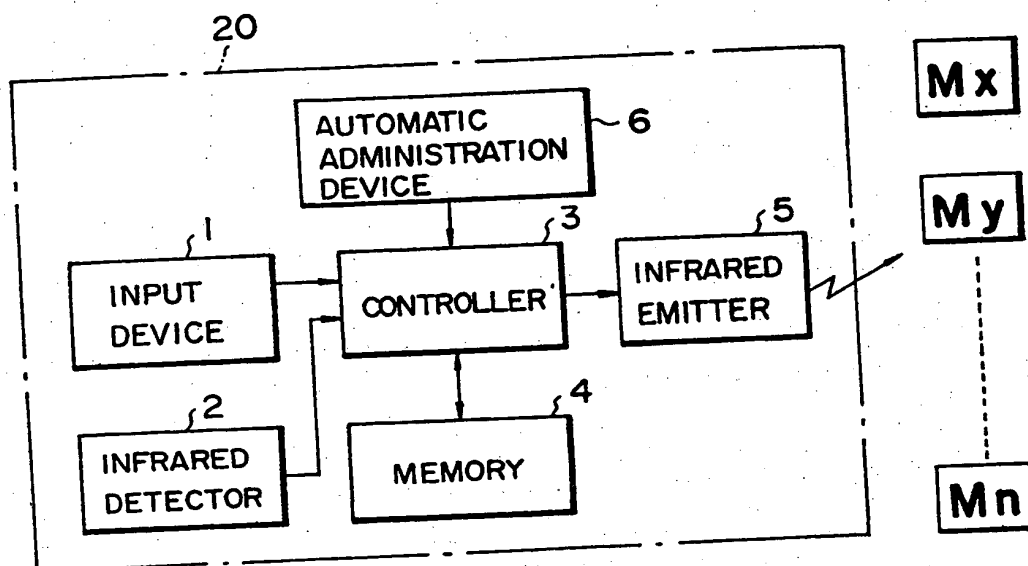 20
Mx
AUTOMATIC
ADMINISTRATION
DEVICE
6
My
1
3
5
INPUT
DEVICE
CONTROLLER
INFRARED
EMITTER
2
4
INFRARED
DETECTOR
MEMORY
Mn